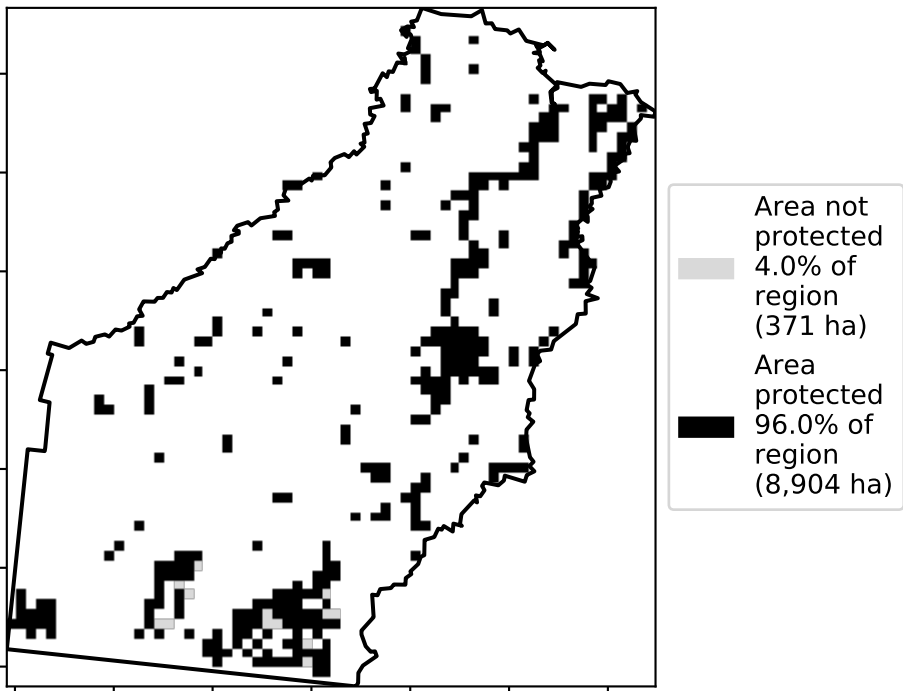 Area not
protected
4.0% of
region
(371 ha)
Area
protected
96.0% of
region
(8,904 ha)